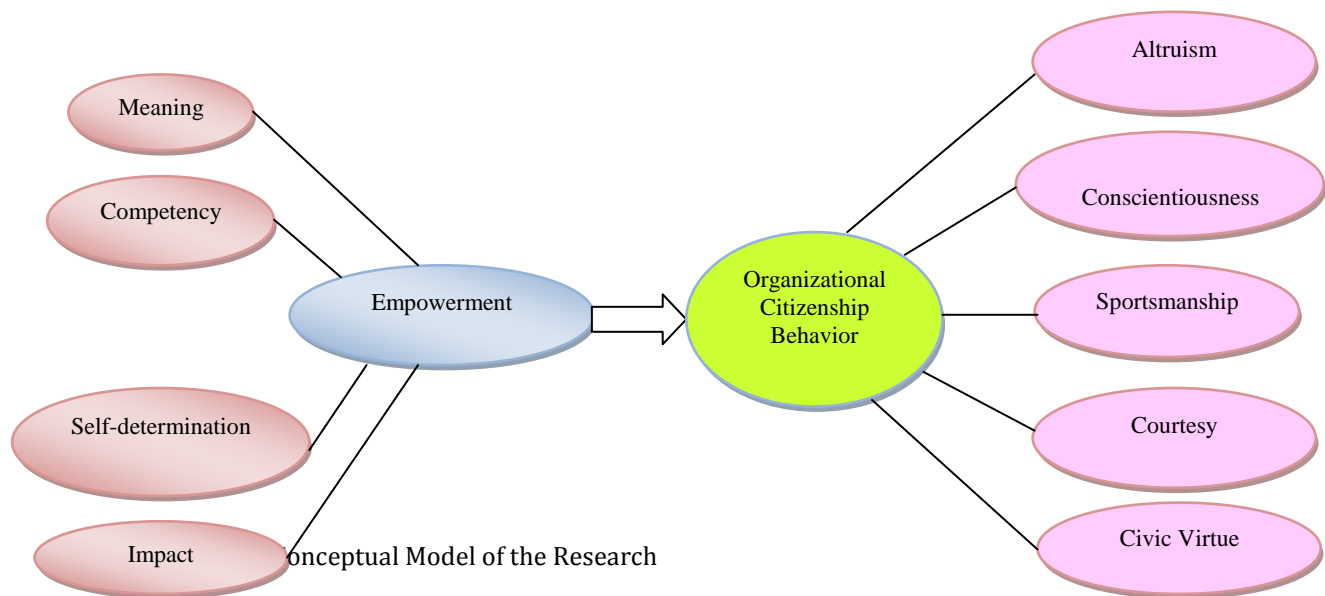 Meaning
Competency
Self-determination
Impact
Empowerment
Organizational
Citizenship
Behavior
Altruism
Conscientiousness
Sportsmanship
Courtesy
Civic Virtue
onceptual Model of the Research